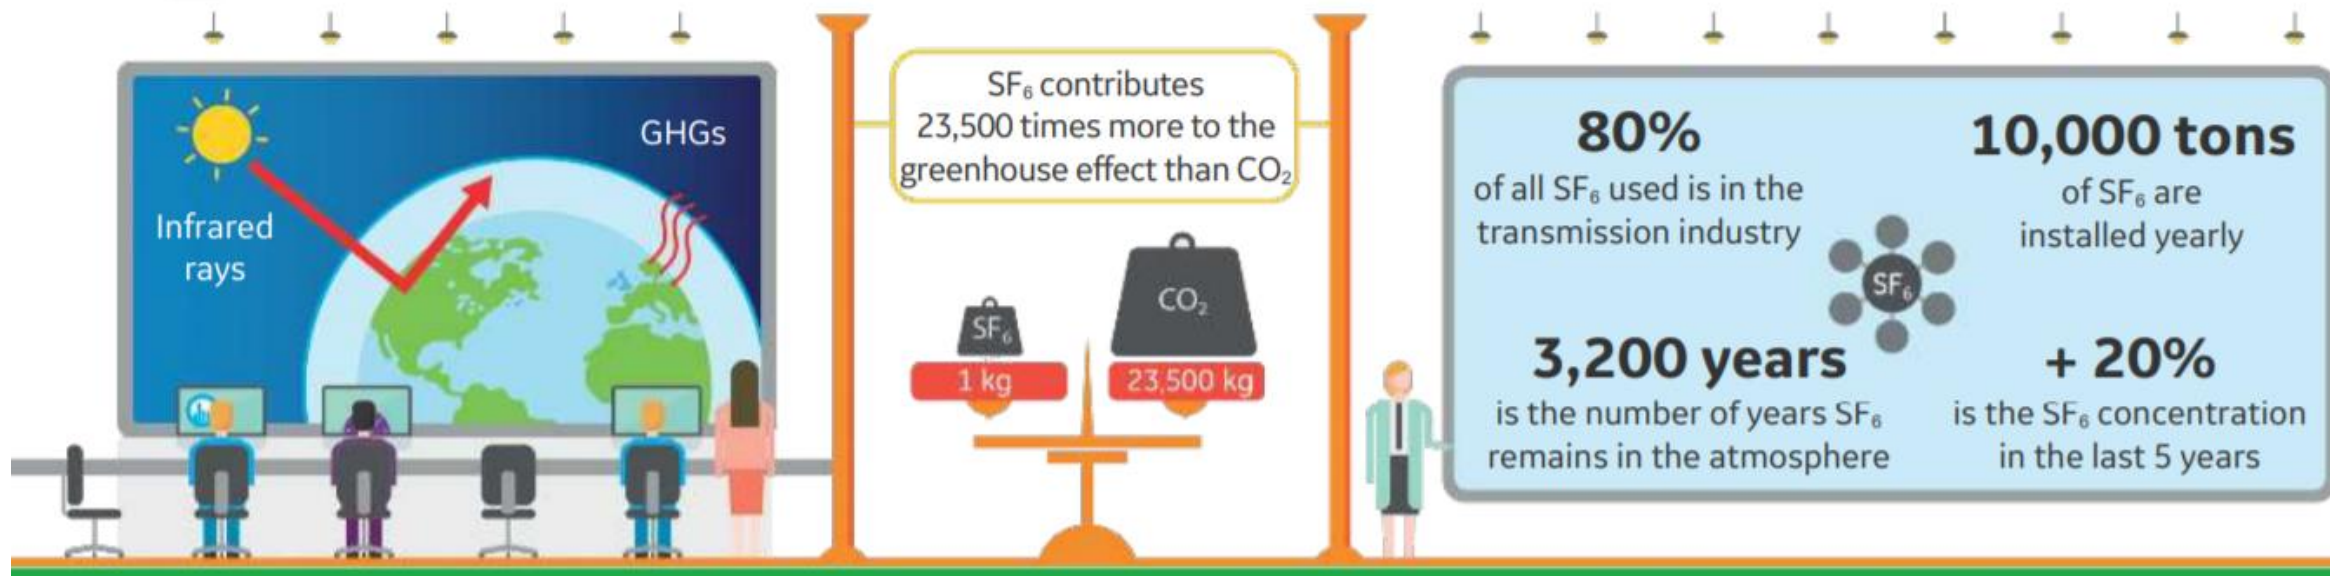 GHGs
Infrared
rays
SF₆ contributes
23,500 times more to the
greenhouse effect than CO₂
SF₆
1 kg
CO₂
23,500 kg
80%
of all SF₆ used is in the
transmission industry
10,000 tons
of SF₆ are
installed yearly
SF₆
3,200 years
is the number of years SF₆
remains in the atmosphere
+ 20%
is the SF₆ concentration
in the last 5 years